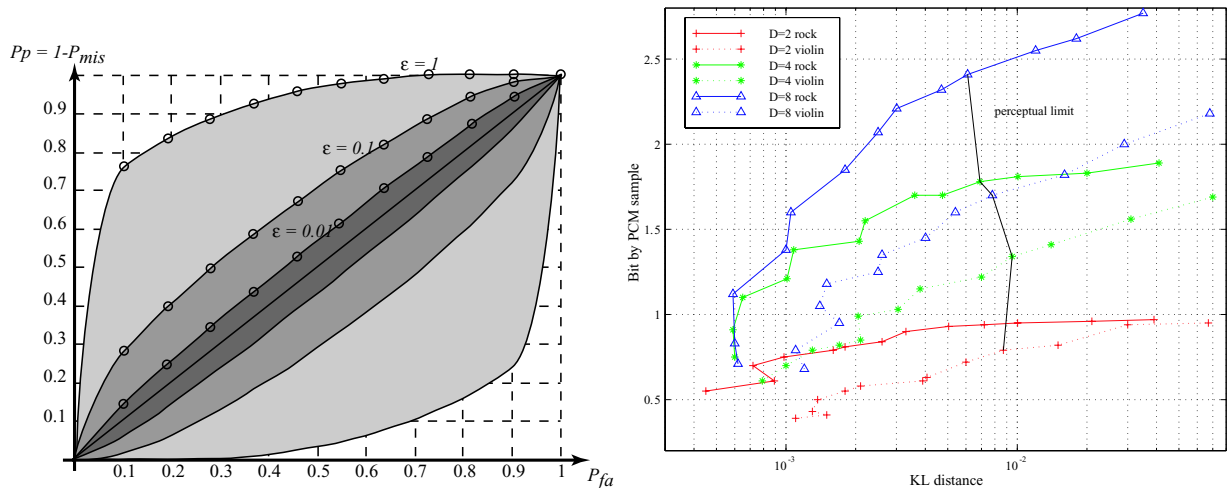 Pp = 1-Pmis
ε = 1
ε = 0.1
ε = 0.01
0.9
0.8
0.7
0.6
0.5
0.4
0.3
0.2
0.1
0.1 0.2 0.3 0.4 0.5 0.6 0.7 0.8 0.9 1
Pfa
D=2 rock
D=2 violin
D=4 rock
D=4 violin
D=8 rock
D=8 violin
perceptual limit
Bit by PCM sample
2.5
2
1.5
1
0.5
10-3 10-2
KL distance